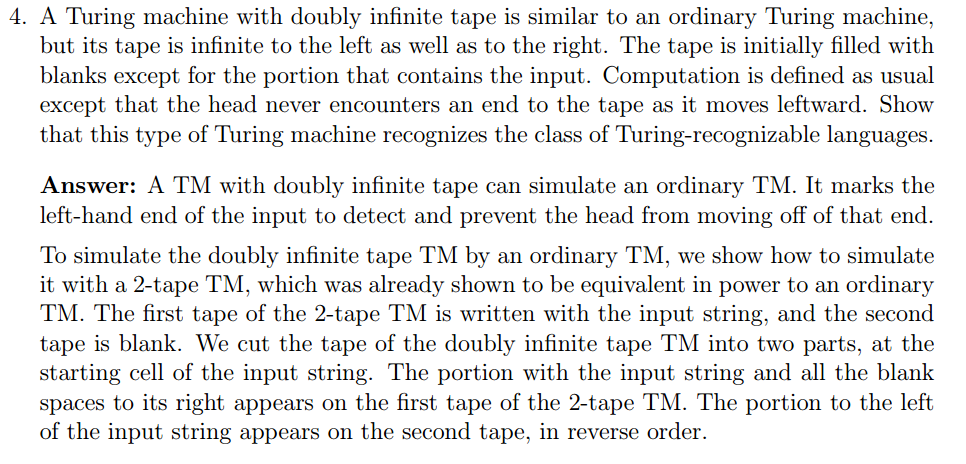 4. A Turing machine with doubly infinite tape is similar to an ordinary Turing machine,
but its tape is infinite to the left as well as to the right. The tape is initially filled with
blanks except for the portion that contains the input. Computation is defined as usual
except that the head never encounters an end to the tape as it moves leftward. Show
that this type of Turing machine recognizes the class of Turing-recognizable languages.
Answer: A TM with doubly infinite tape can simulate an ordinary TM. It marks the
left-hand end of the input to detect and prevent the head from moving off of that end.
To simulate the doubly infinite tape TM by an ordinary TM, we show how to simulate
it with a 2-tape TM, which was already shown to be equivalent in power to an ordinary
TM. The first tape of the 2-tape TM is written with the input string, and the second
tape is blank. We cut the tape of the doubly infinite tape TM into two parts, at the
starting cell of the input string. The portion with the input string and all the blank
spaces to its right appears on the first tape of the 2-tape TM. The portion to the left
of the input string appears on the second tape, in reverse order.